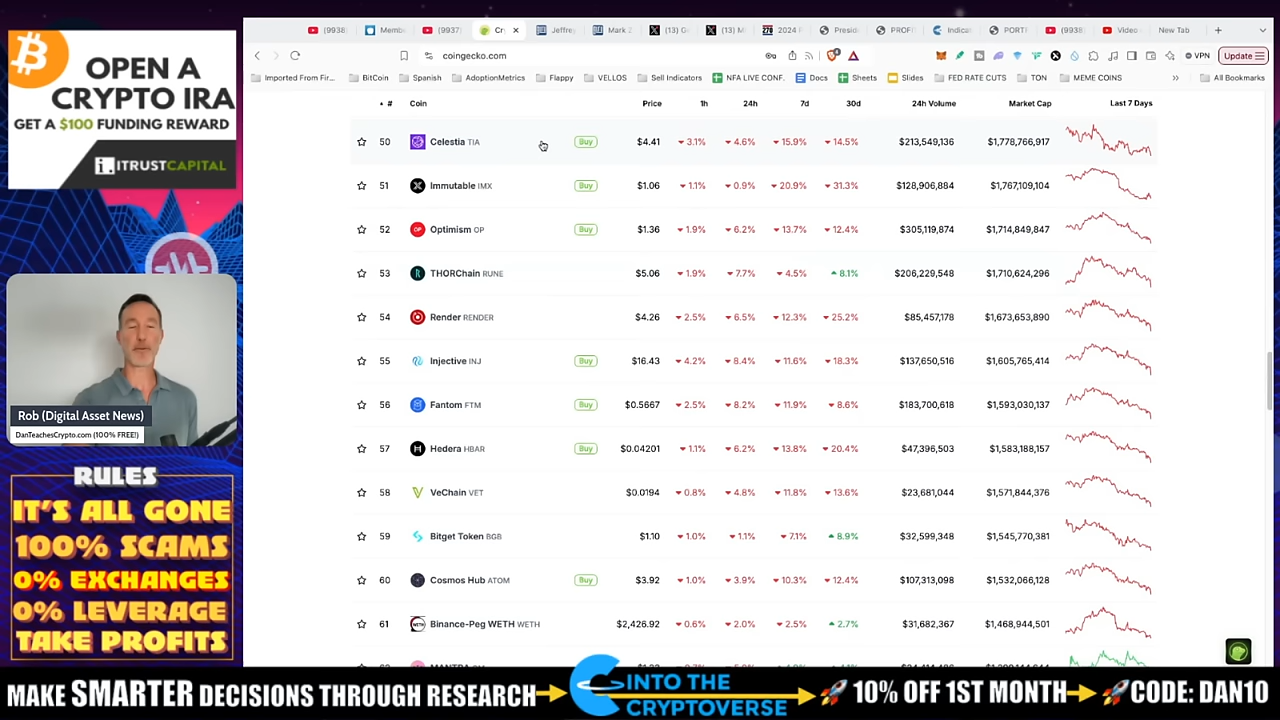 OPEN A
CRYPTO IRA
GET A $100 FUNDING REWARD
i. iTRUSTCAPITAL
Rob (Digital Asset News)
DanTeachesCrypto.com (100% FREE!)
RULES
IT'S ALL GONE
100% SCAMS
0% EXCHANGES
0% LEVERAGE
TAKE PROFITS
(9938 Memb (9937 Cr Jeffrey Mark 2 (13) (13) M 2024 F Presid PROF! Indica PORT! (9938 Video New Tab
coingecko.com VPN Update
Imported From Fir... BitCoin Spanish AdoptionMetrics Flappy VELLOS Sell Indicators NFA LIVE CONF. Docs Sheets Slides FED RATE CUTS TON MEME COINS » All Bookmarks
# Coin Price 1h 24h 7d 30d 24h Volume Market Cap Last 7 Days
50 Celestia TIA Buy $4.41 3.1% 4.6% 15.9% 14.5% $213,549,136 $1,778,766,917
51 Immutable IMX Buy $1.06 1.1% 0.9% 20.9% 31.3% $128,906,884 $1,767,109,104
52 Optimism OP Buy $1.36 1.9% 6.2% 13.7% 12.4% $305,119,874 $1,714,849,847
53 THORChain RUNE $5.06 1.9% 7.7% 4.5% 8.1% $206,229,548 $1,710,624,296
54 Render RENDER $4.26 2.5% 6.5% 12.3% 25.2% $85,457,178 $1,673,653,890
55 Injective INJ Buy $16.43 4.2% 8.4% 11.6% 18.3% $137,650,516 $1,605,765,414
56 Fantom FTM Buy $0.5667 2.5% 8.2% 11.9% 8.6% $183,700,618 $1,593,030,137
57 Hedera HBAR Buy $0.04201 1.1% 6.2% 13.8% 20.4% $47,396,503 $1,583,188,157
58 VeChain VET $0.0194 0.8% 4.8% 11.8% 13.6% $23,681,044 $1,571,844,376
59 Bitget Token BGB $1.10 1.0% 1.1% 7.1% 8.9% $32,599,348 $1,545,770,381
60 Cosmos Hub ATOM Buy $3.92 1.0% 3.9% 10.3% 12.4% $107,313,098 $1,532,066,128
61 Binance-Peg WETH WETH $2,426.92 0.6% 2.0% 2.5% 2.7% $31,682,367 $1,468,944,501
MAKE SMARTER DECISIONS THROUGH RESEARCH INTO THE CRYPTOVERSE 10% OFF 1ST MONTH CODE: DAN10